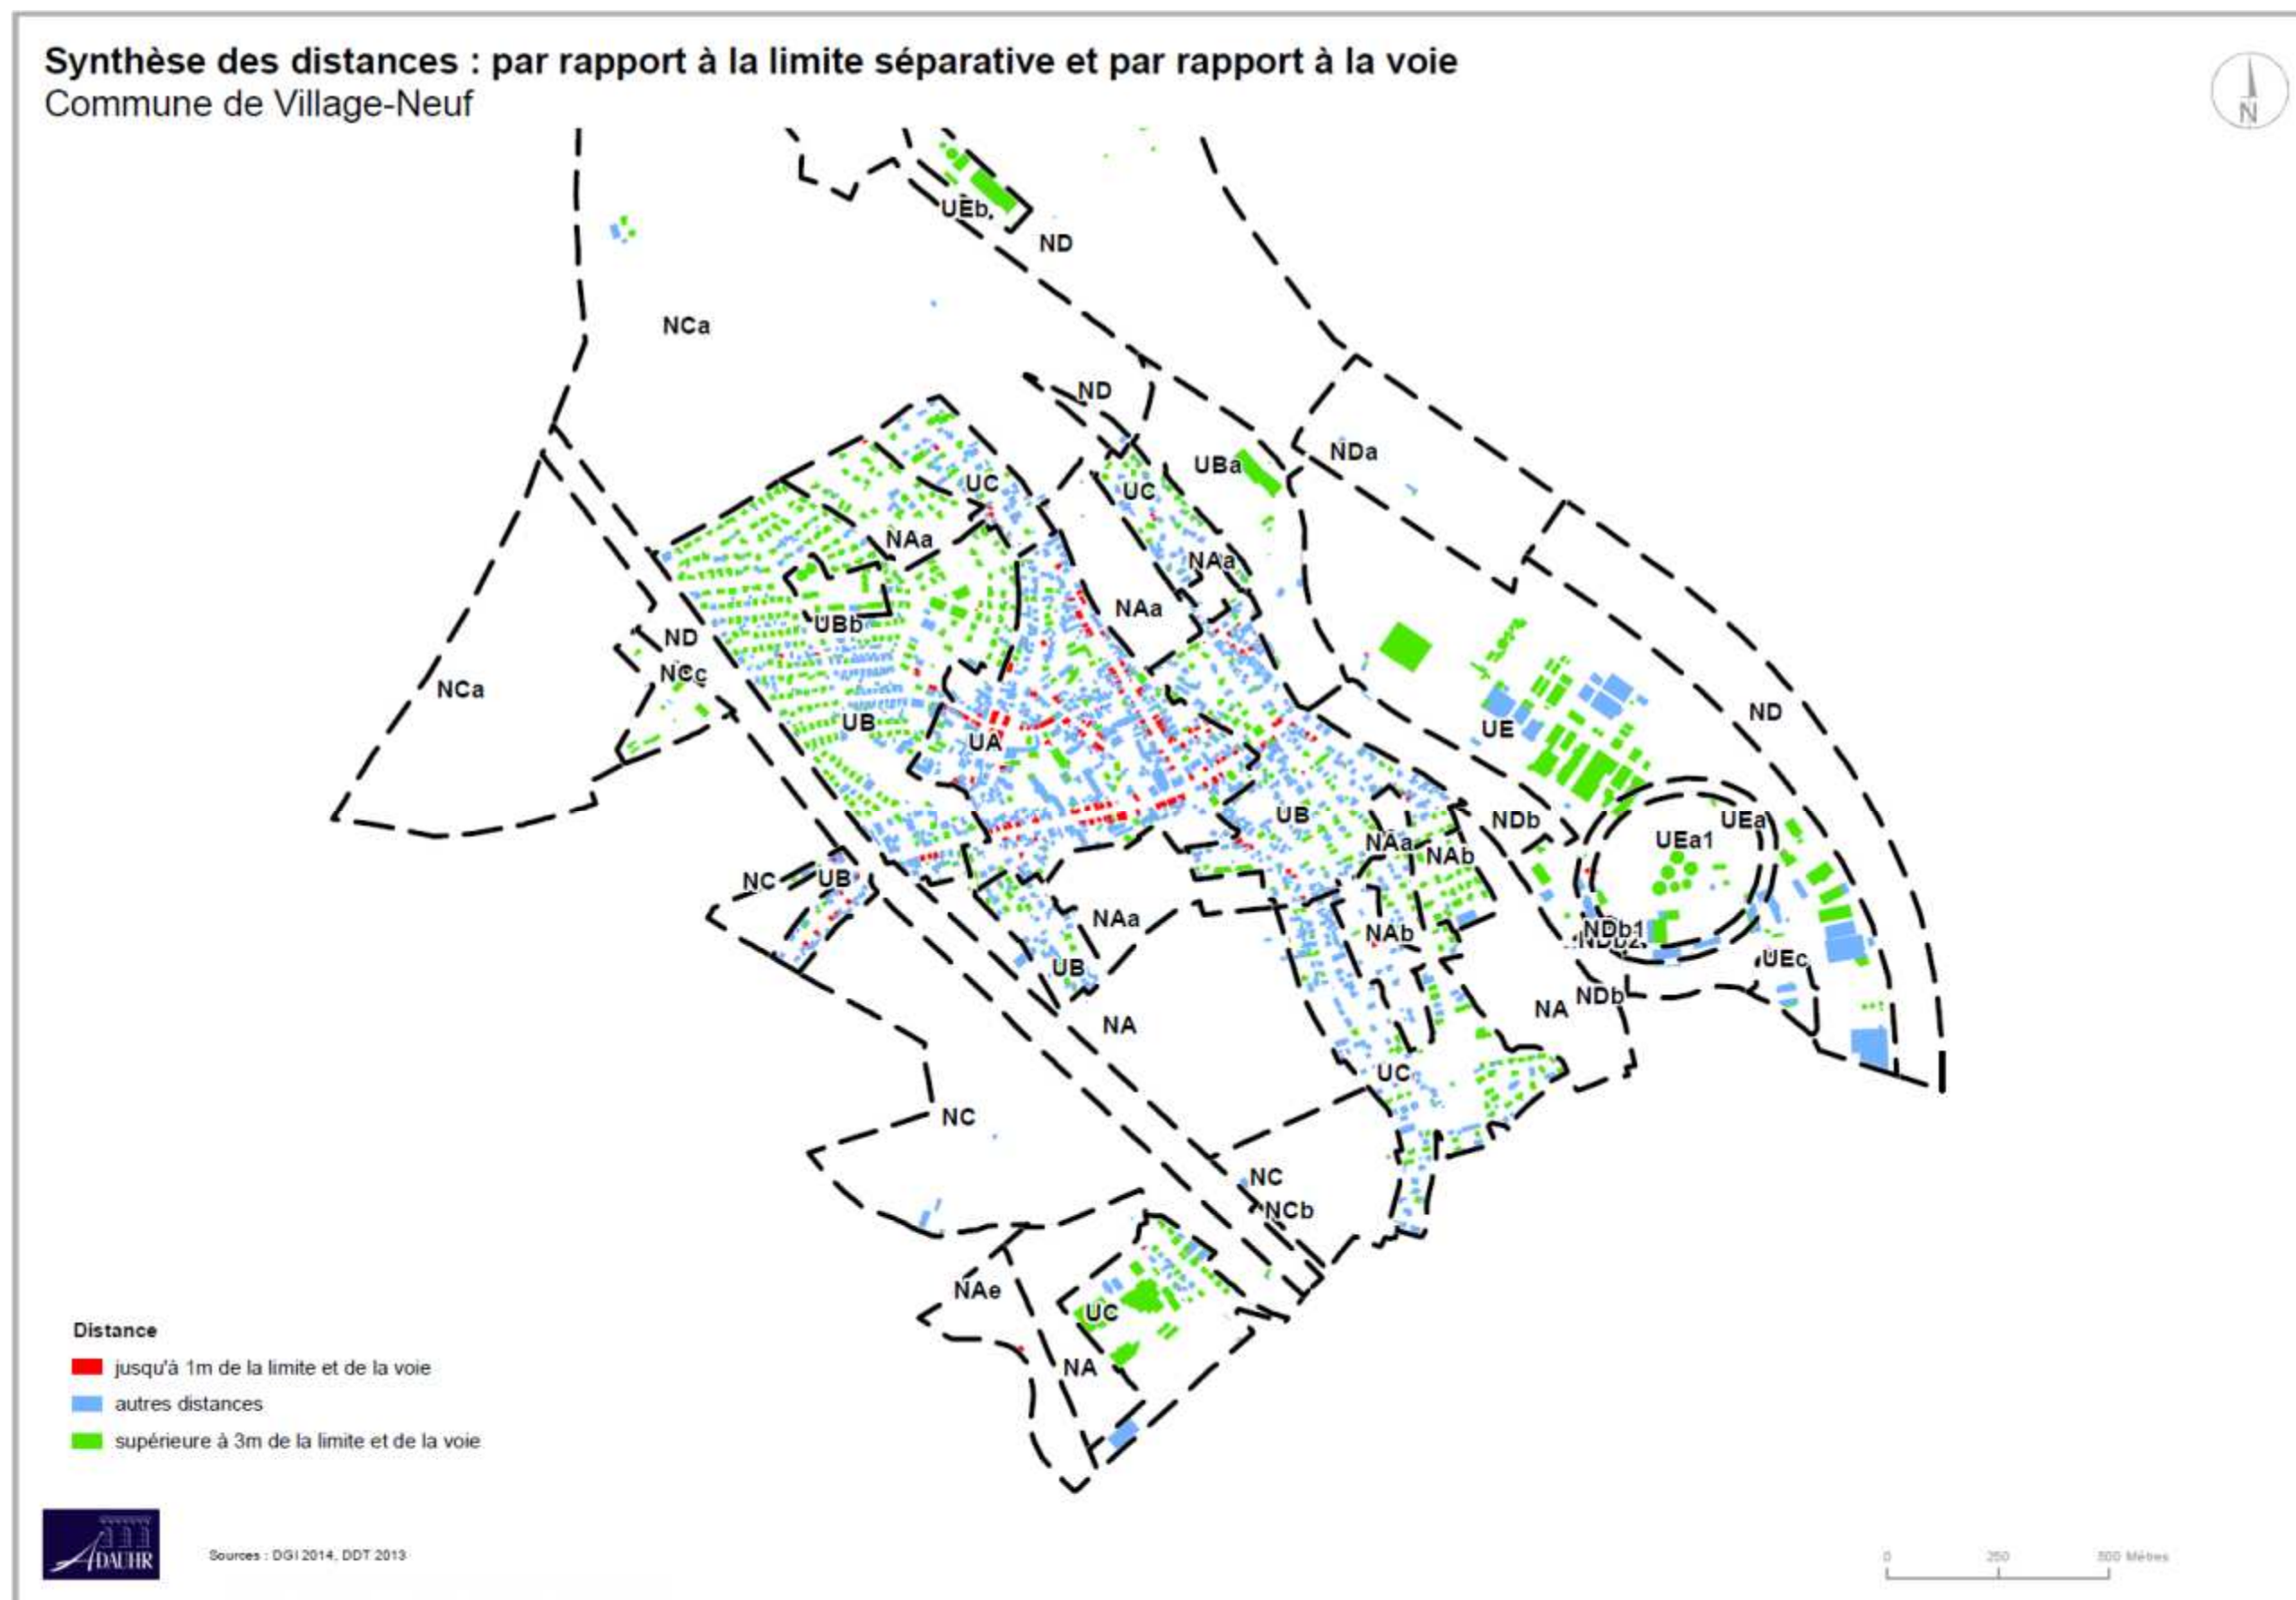 Synthèse des distances : par rapport à la limite séparative et par rapport à la voie
Commune de Village-Neuf
N
UEb
ND
NCa
ND
NDa
UBa
UC
UC
NAa
NAa
NAa
UBb
ND
NCc
NCa
UB
UA
UE
ND
UB
NDb
UEa
UEa1
NAa
NAb
NC
UB
NAa
NAb
NDb1
NDb2
UEc
UB
NDb
NA
NA
UC
NC
NC
NCb
NAe
UC
NA
Distance
jusqu'à 1m de la limite et de la voie
autres distances
supérieure à 3m de la limite et de la voie
ADAUHR
Sources : DGI 2014, DDT 2013
0 250 500 Mètres